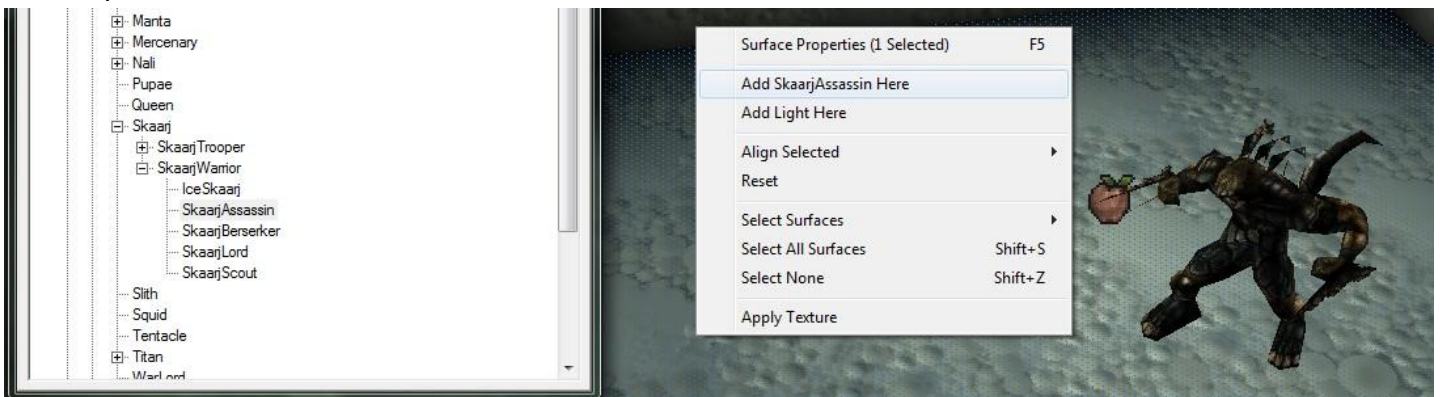 Manta
Mercenary
Nali
Pupae
Queen
Skaarj
SkaarjTrooper
SkaarjWarrior
IceSkaarj
SkaarjAssassin
SkaarjBerserker
SkaarjLord
SkaarjScout
Slith
Squid
Tentacle
Titan
WarLord
Surface Properties (1 Selected) F5
Add SkaarjAssassin Here
Add Light Here
Align Selected
Reset
Select Surfaces
Select All Surfaces Shift+S
Select None Shift+Z
Apply Texture